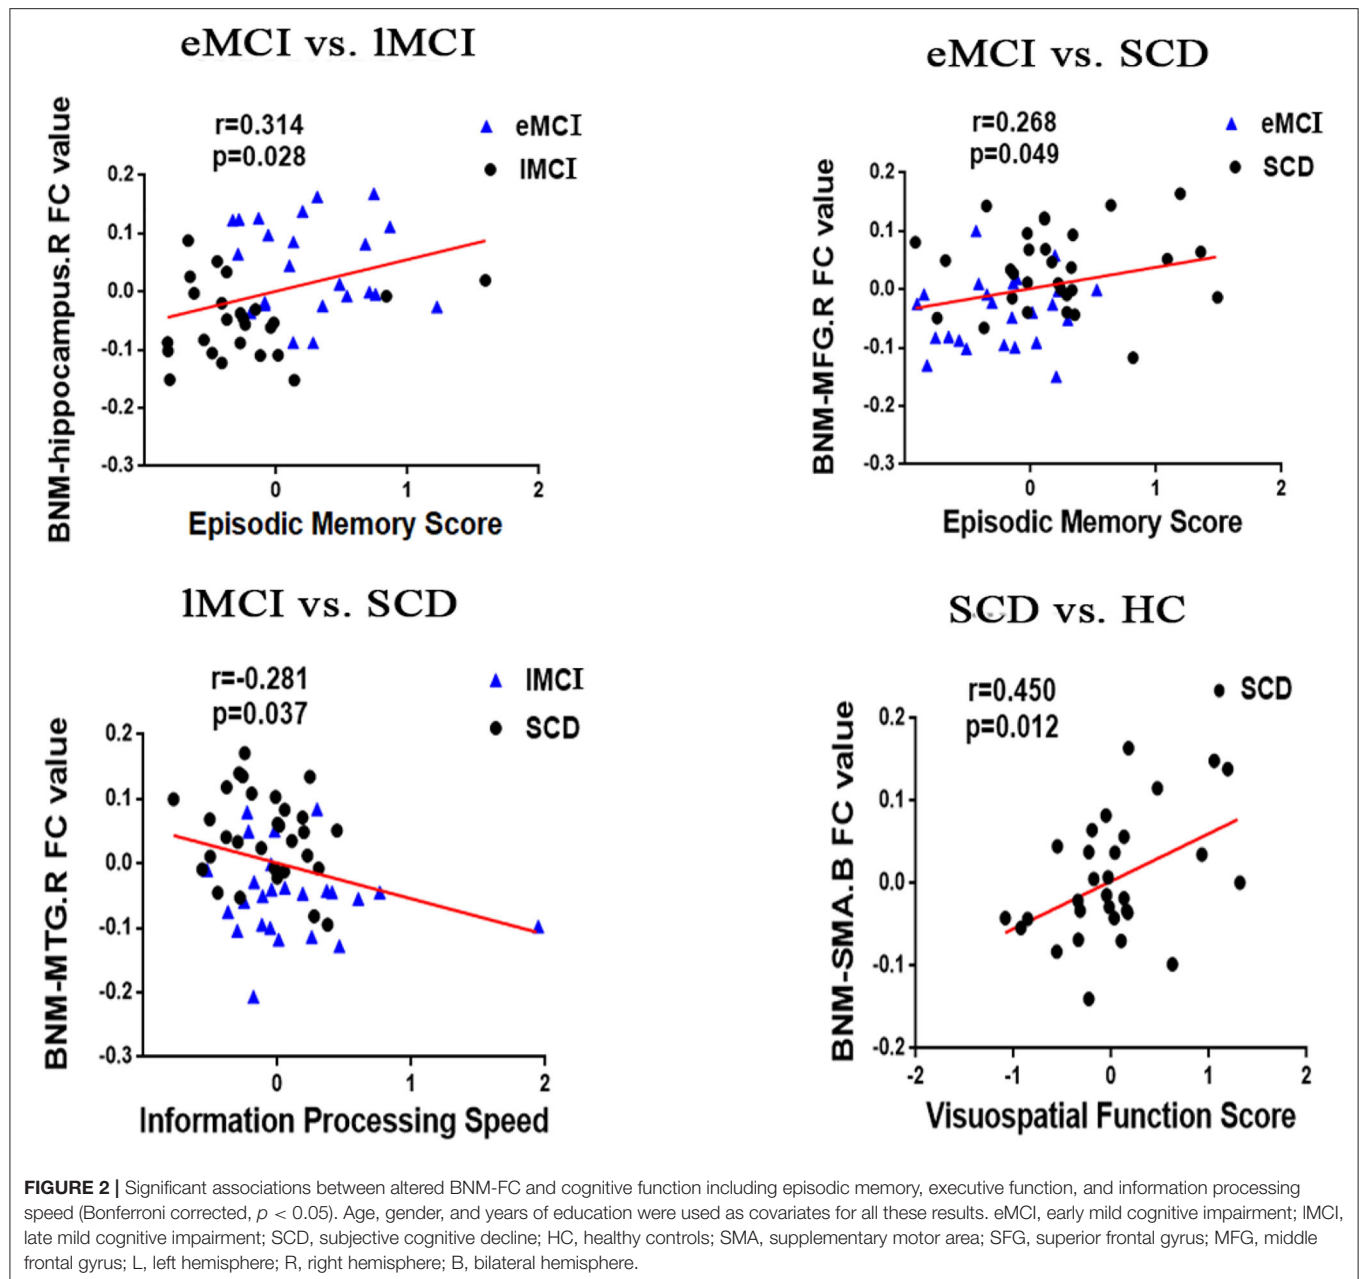 eMCI vs. lMCI
r=0.314
p=0.028
eMCI
lMCI
BNM-hippocampus.R FC value
0.2
0.1
0.0
-0.1
-0.2
-0.3
0 1 2
Episodic Memory Score
eMCI vs. SCD
r=0.268
p=0.049
eMCI
SCD
BNM-MFG.R FC value
0.2
0.1
0.0
-0.1
-0.2
-0.3
0 1 2
Episodic Memory Score
lMCI vs. SCD
r=-0.281
p=0.037
lMCI
SCD
BNM-MTG.R FC value
0.2
0.1
0.0
-0.1
-0.2
-0.3
0 1 2
Information Processing Speed
SCD vs. HC
r=0.450
p=0.012
SCD
BNM-SMA.B FC value
0.2
0.1
0.0
-0.1
-0.2
-2 -1 0 1 2
Visuospatial Function Score
FIGURE 2 | Significant associations between altered BNM-FC and cognitive function including episodic memory, executive function, and information processing
speed (Bonferroni corrected, p < 0.05). Age, gender, and years of education were used as covariates for all these results. eMCI, early mild cognitive impairment; lMCI,
late mild cognitive impairment; SCD, subjective cognitive decline; HC, healthy controls; SMA, supplementary motor area; SFG, superior frontal gyrus; MFG, middle
frontal gyrus; L, left hemisphere; R, right hemisphere; B, bilateral hemisphere.